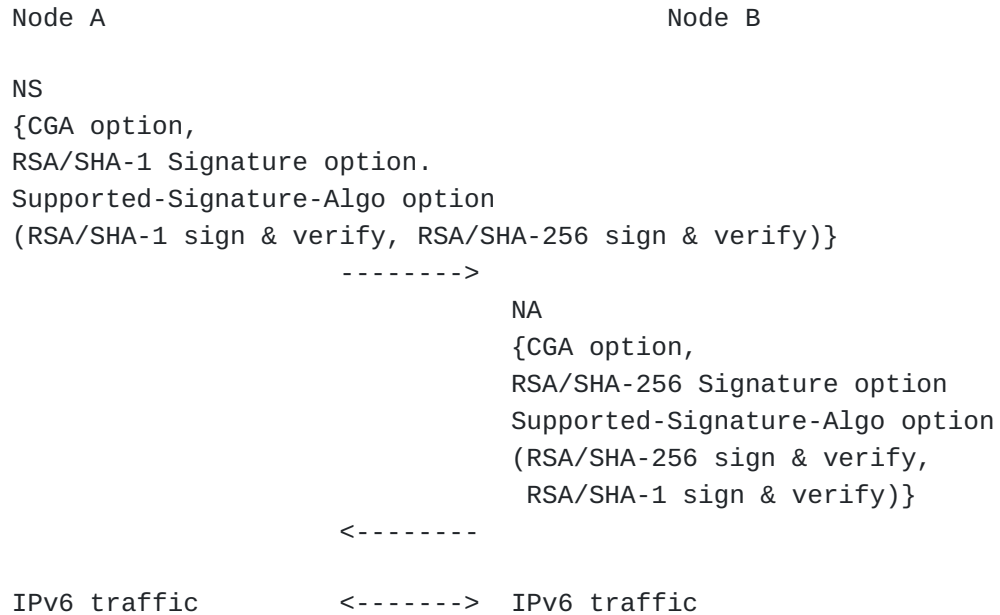 Node A                                 Node B
NS
{CGA option,
RSA/SHA-1 Signature option.
Supported-Signature-Algo option
(RSA/SHA-1 sign & verify, RSA/SHA-256 sign & verify)}
-------->
NA
{CGA option,
RSA/SHA-256 Signature option
Supported-Signature-Algo option
(RSA/SHA-256 sign & verify,
RSA/SHA-1 sign & verify)}
<--------
IPv6 traffic <-------> IPv6 traffic